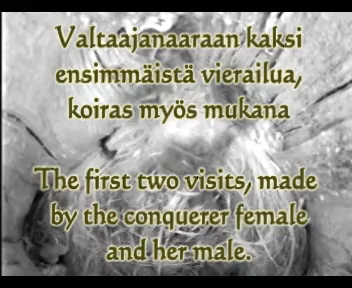 Valtaajanaaraan kaksi
ensimmäistä vierailua,
koiras myös mukana
The first two visits, made
by the conquerer female
and her male.